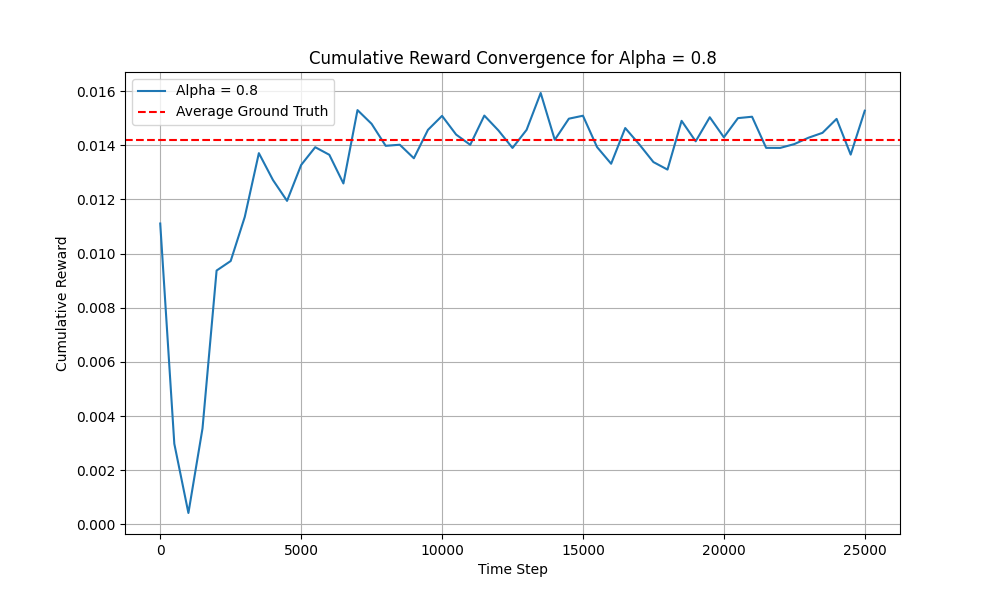 Cumulative Reward Convergence for Alpha = 0.8
Alpha = 0.8
Average Ground Truth
Cumulative Reward
0.016
0.014
0.012
0.010
0.008
0.006
0.004
0.002
0.000
0 5000 10000 15000 20000 25000
Time Step